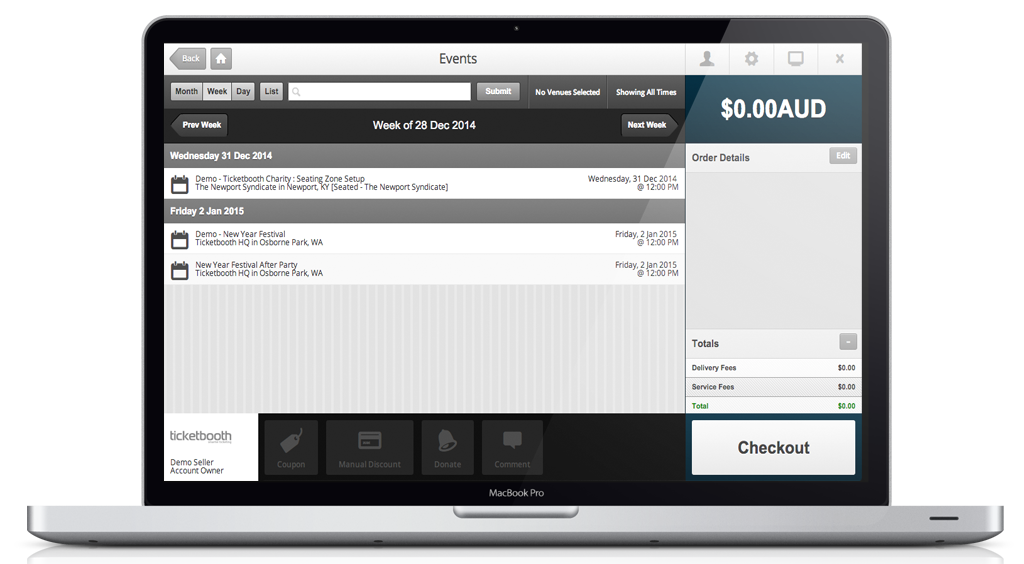 Back
Events
Month Week Day List
Submit
No Venues Selected
Showing All Times
$0.00AUD
Prev Week
Week of 28 Dec 2014
Next Week
Order Details
Edit
Wednesday 31 Dec 2014
Demo - Ticketbooth Charity : Seating Zone Setup
The Newport Syndicate in Newport, KY [Seated - The Newport Syndicate]
Wednesday, 31 Dec 2014
@ 12:00 PM
Friday 2 Jan 2015
Demo - New Year Festival
Ticketbooth HQ in Osborne Park, WA
Friday, 2 Jan 2015
@ 12:00 PM
New Year Festival After Party
Ticketbooth HQ in Osborne Park, WA
Friday, 2 Jan 2015
@ 12:00 PM
Totals
-
Delivery Fees $0.00
Service Fees $0.00
Total $0.00
ticketbooth
Demo Seller
Account Owner
Coupon
Manual Discount
Donate
Comment
Checkout
MacBook Pro